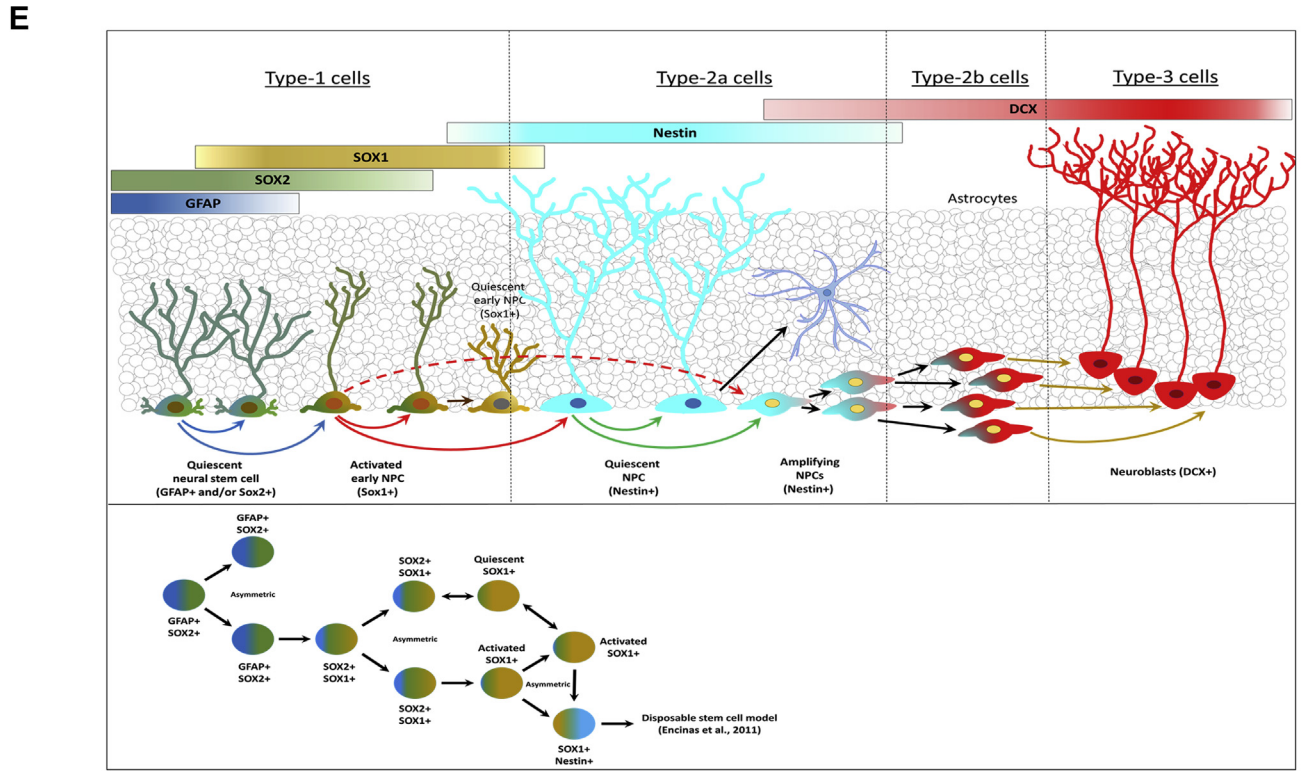 E
Type-1 cells
Type-2a cells
Type-2b cells
Type-3 cells
DCX
Nestin
SOX1
SOX2
GFAP
Astrocytes
Quiescent
early NPC
(Sox1+)
Quiescent
neural stem cell
(GFAP+ and/or Sox2+)
Activated
early NPC
(Sox1+)
Quiescent
NPC
(Nestin+)
Amplifying
NPCs
(Nestin+)
Neuroblasts (DCX+)
GFAP+
SOX2+
Asymmetric
GFAP+
SOX2+
GFAP+
SOX2+
SOX2+
SOX1+
SOX2+
SOX1+
Asymmetric
SOX2+
SOX1+
Quiescent
SOX1+
Activated
SOX1+
Asymmetric
Activated
SOX1+
SOX1+
Nestin+
Disposable stem cell model
(Encinas et al., 2011)